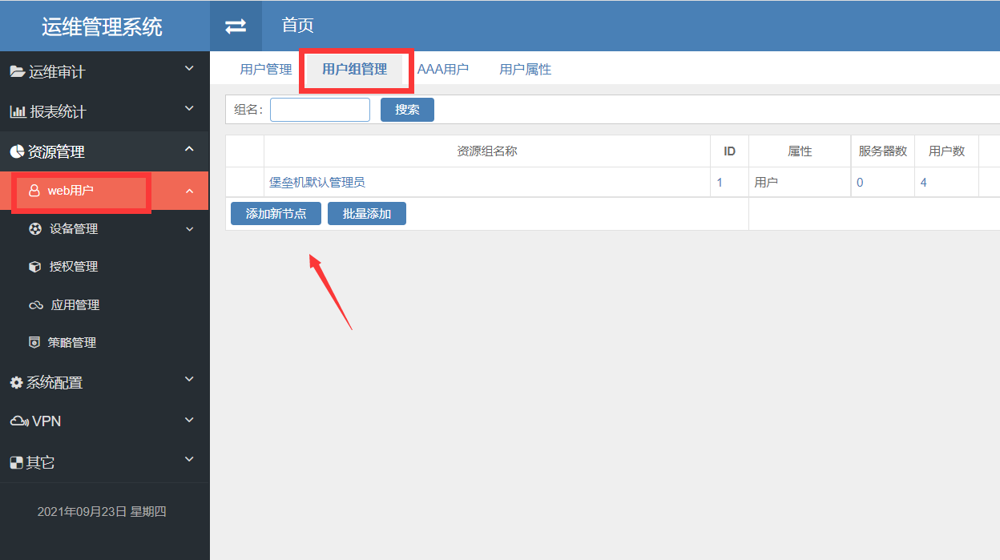 运维管理系统
首页
运维审计
报表统计
资源管理
web用户
设备管理
授权管理
应用管理
策略管理
系统配置
VPN
其它
2021年09月23日 星期四
用户管理 用户组管理 AAA用户 用户属性
组名: 搜索
资源组名称 ID 属性 服务器数 用户数
堡垒机默认管理员 1 用户 0 4
添加新节点 批量添加